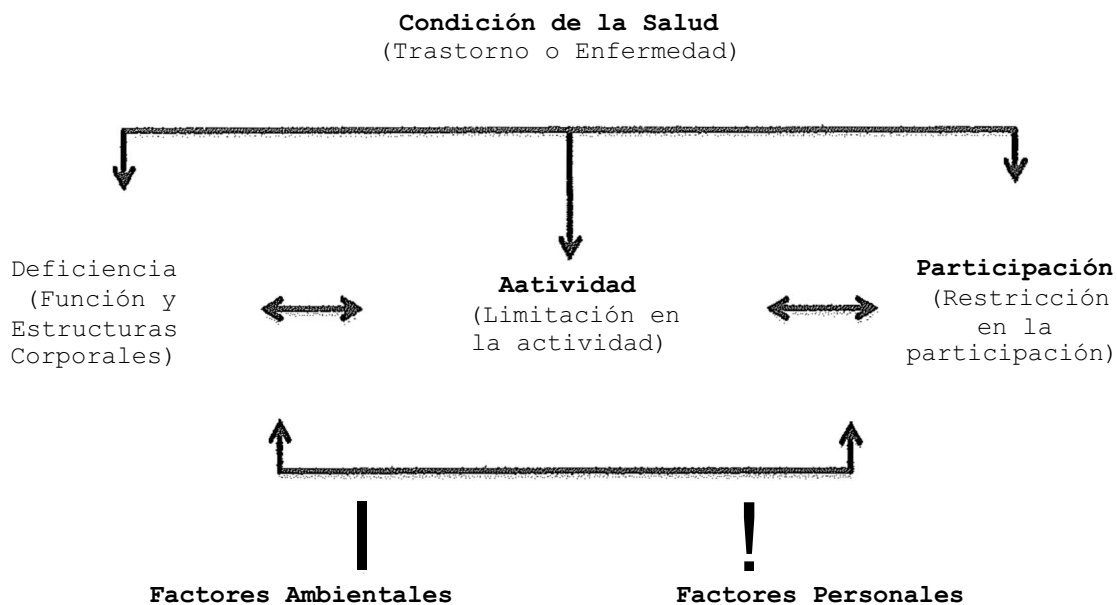 Condición de la Salud
(Trastorno o Enfermedad)
Deficiencia
(Función y
Estructuras
Corporales)
Aatividad
(Limitación en
la actividad)
Participación
(Restricción
en la
participación)
Factores Ambientales
Factores Personales